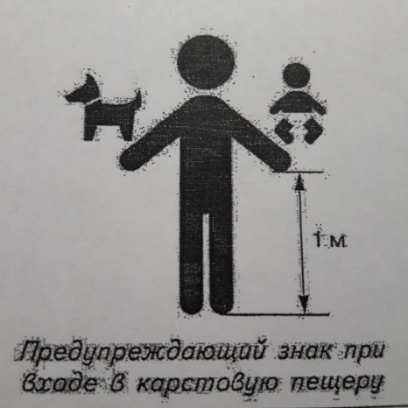 1 м
Предупреждающий знак при
входе в карстовую пещеру